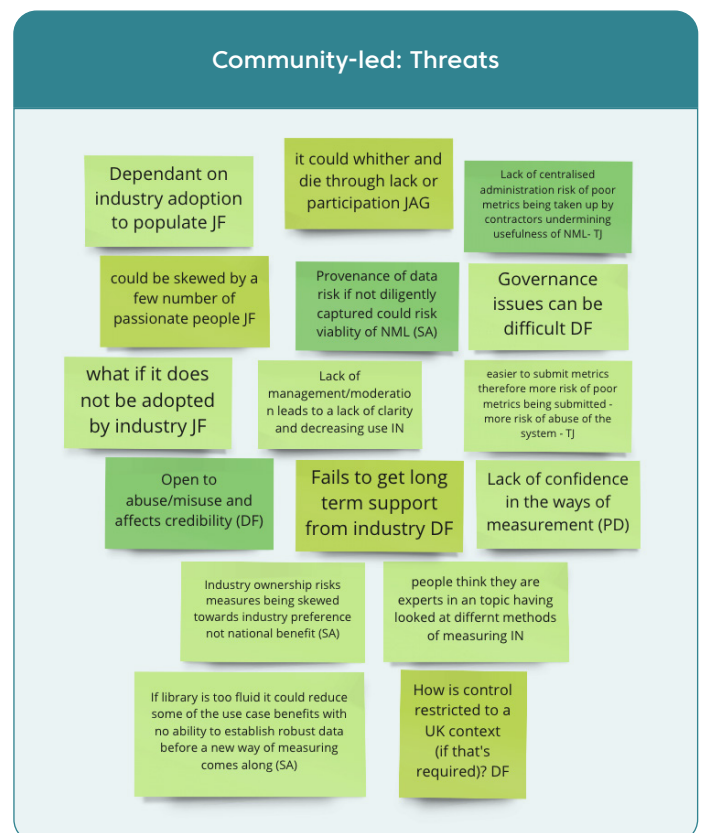 Community-led: Threats
Dependant on
industry adoption
to populate JF
it could whither and
die through lack or
participation JAG
Lack of centralised
administration risk of poor
metrics being taken up by
contractors undermining
usefulness of NML- TJ
could be skewed by a
few number of
passionate people JF
Provenance of data
risk if not diligently
captured could risk
viablity of NML (SA)
Governance
issues can be
difficult DF
what if it does
not be adopted
by industry JF
Lack of
management/moderatio
n leads to a lack of clarity
and decreasing use IN
easier to submit metrics
therefore more risk of poor
metrics being submitted -
more risk of abuse of the
system - TJ
Open to
abuse/misuse and
affects credibility (DF)
Fails to get long
term support
from industry DF
Lack of confidence
in the ways of
measurement (PD)
Industry ownership risks
measures being skewed
towards industry preference
not national benefit (SA)
people think they are
experts in an topic having
looked at differnt methods
of measuring IN
If library is too fluid it could reduce
some of the use case benefits with
no ability to establish robust data
before a new way of measuring
comes along (SA)
How is control
restricted to a
UK context
(if that's
required)? DF